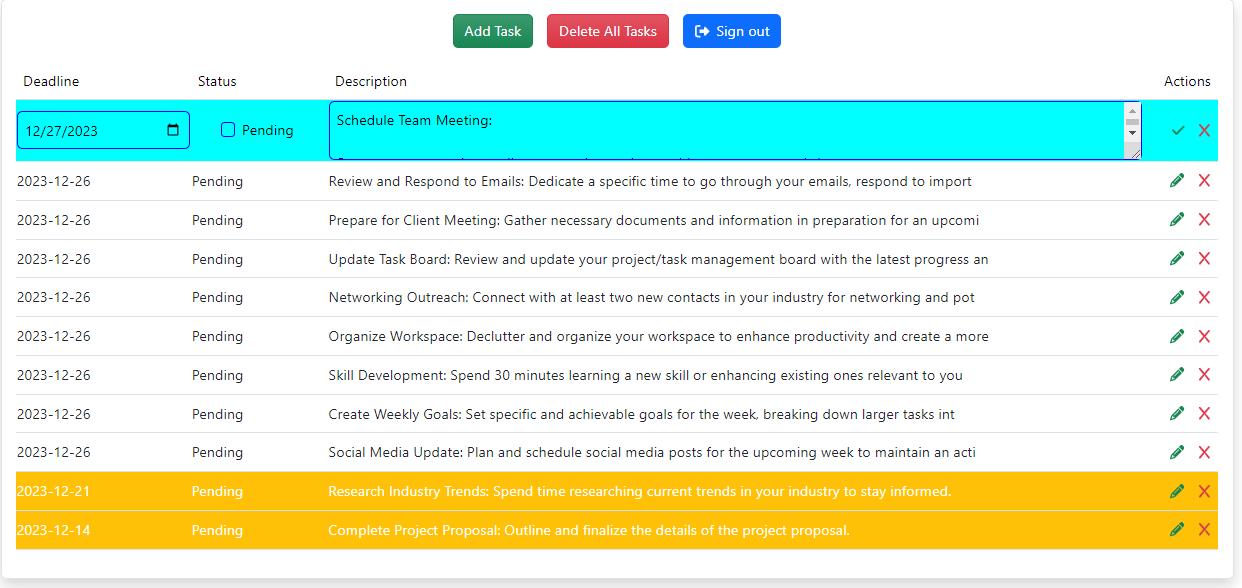 Add Task Delete All Tasks Sign out
Deadline Status Description Actions
12/27/2023 Pending Schedule Team Meeting:
2023-12-26 Pending Review and Respond to Emails: Dedicate a specific time to go through your emails, respond to import
2023-12-26 Pending Prepare for Client Meeting: Gather necessary documents and information in preparation for an upcomi
2023-12-26 Pending Update Task Board: Review and update your project/task management board with the latest progress an
2023-12-26 Pending Networking Outreach: Connect with at least two new contacts in your industry for networking and pot
2023-12-26 Pending Organize Workspace: Declutter and organize your workspace to enhance productivity and create a more
2023-12-26 Pending Skill Development: Spend 30 minutes learning a new skill or enhancing existing ones relevant to you
2023-12-26 Pending Create Weekly Goals: Set specific and achievable goals for the week, breaking down larger tasks int
2023-12-26 Pending Social Media Update: Plan and schedule social media posts for the upcoming week to maintain an acti
2023-12-21 Pending Research Industry Trends: Spend time researching current trends in your industry to stay informed.
2023-12-14 Pending Complete Project Proposal: Outline and finalize the details of the project proposal.